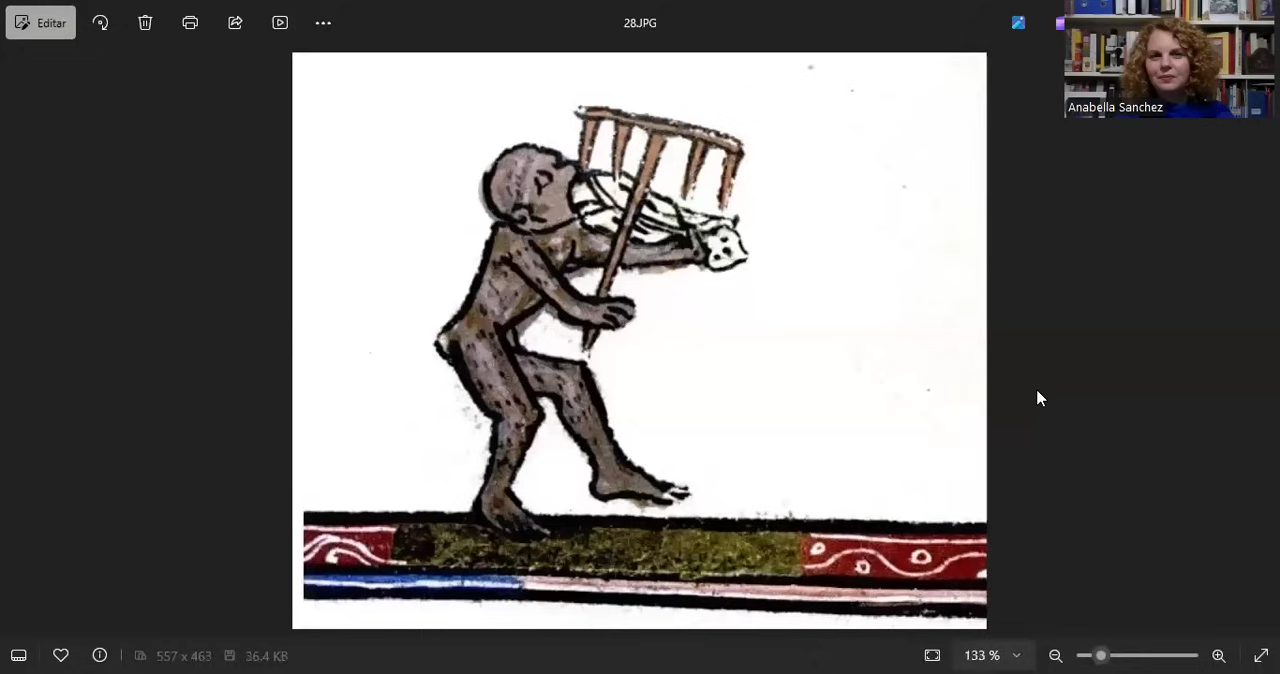 Editar
28JPG
Anabella Sanchez
557 x 463
36.4 KB
133 %